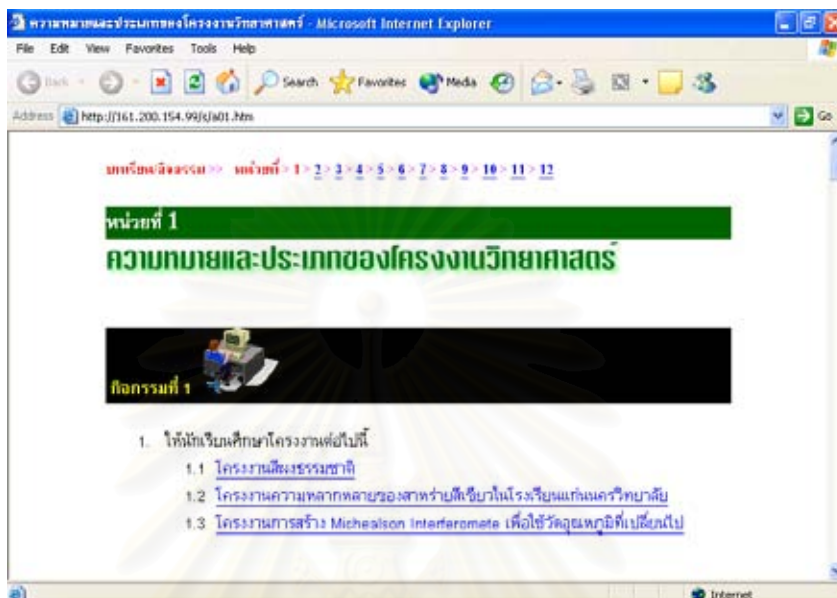 ความหมายและประเภทของโครงงานวิทยาศาสตร์ - Microsoft Internet Explorer
File Edit View Favorites Tools Help
Back Search Favorites Media
Address http://161.200.154.99/s/a01.htm Go
บทเรียน/กิจกรรม >> หน่วยที่ > 1 > 2 > 3 > 4 > 5 > 6 > 7 > 8 > 9 > 10 > 11 > 12
หน่วยที่ 1
ความหมายและประเภทของโครงงานวิทยาศาสตร์
กิจกรรมที่ 1
1. ให้นักเรียนศึกษาโครงงานต่อไปนี้
1.1 โครงงานสีผงธรรมชาติ
1.2 โครงงานความหลากหลายของสาหร่ายสีเขียวในโรงเรียนแก่นนครวิทยาลัย
1.3 โครงงานการสร้าง Michealson Interferomete เพื่อใช้วัดอุณหภูมิที่เปลี่ยนไป
Internet